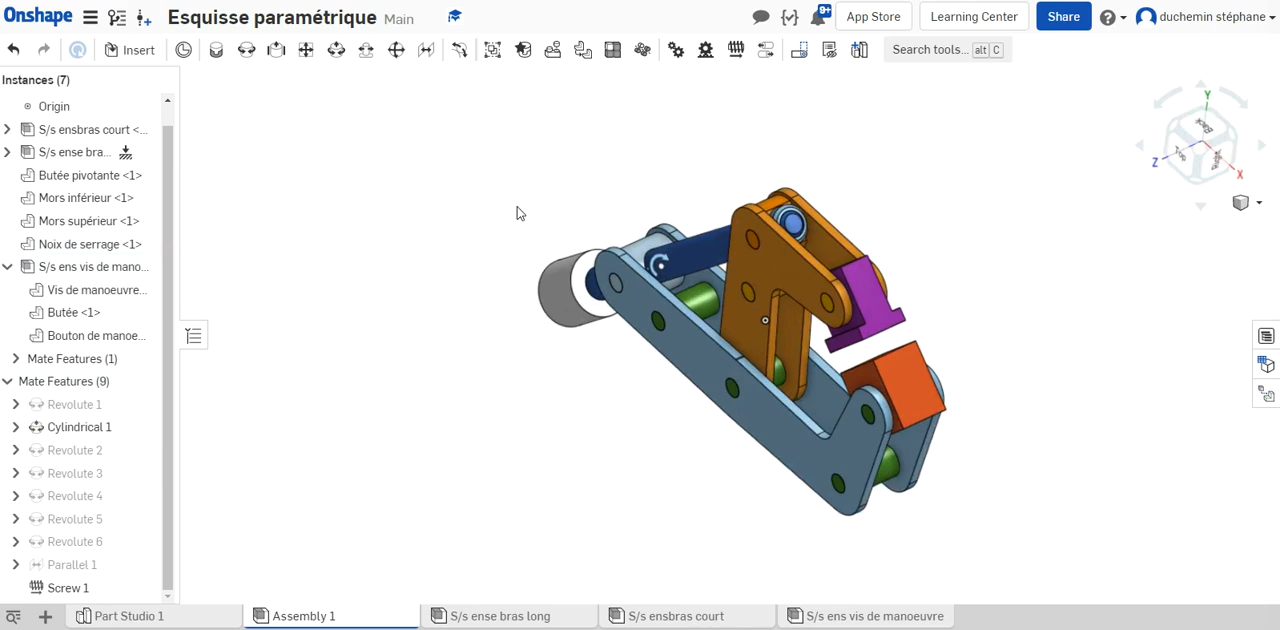 Onshape Esquisse paramétrique Main 9+ App Store Learning Center Share duchemin stéphane
Insert Search tools... alt C
Instances (7)
Origin
S/s ensbras court <...
S/s ense bra...
Butée pivotante <1>
Mors inférieur <1>
Mors supérieur <1>
Noix de serrage <1>
S/s ens vis de mano...
Vis de manoeuvre...
Butée <1>
Bouton de manoe...
Mate Features (1)
Mate Features (9)
Revolute 1
Cylindrical 1
Revolute 2
Revolute 3
Revolute 4
Revolute 5
Revolute 6
Parallel 1
Screw 1
Y
Back
Z
Top
Right
X
Part Studio 1 Assembly 1 S/s ense bras long S/s ensbras court S/s ens vis de manoeuvre